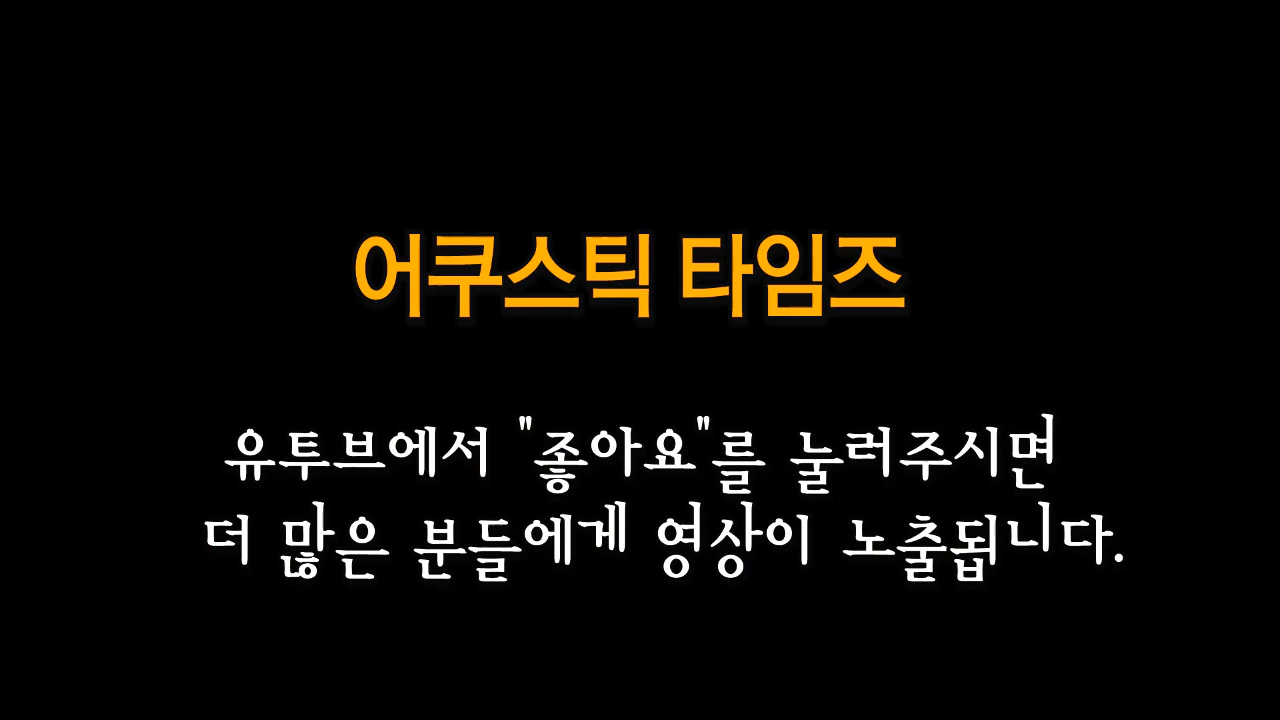 어쿠스틱 타임즈
유투브에서 "좋아요"를 눌러주시면
더 많은 분들에게 영상이 노출됩니다.